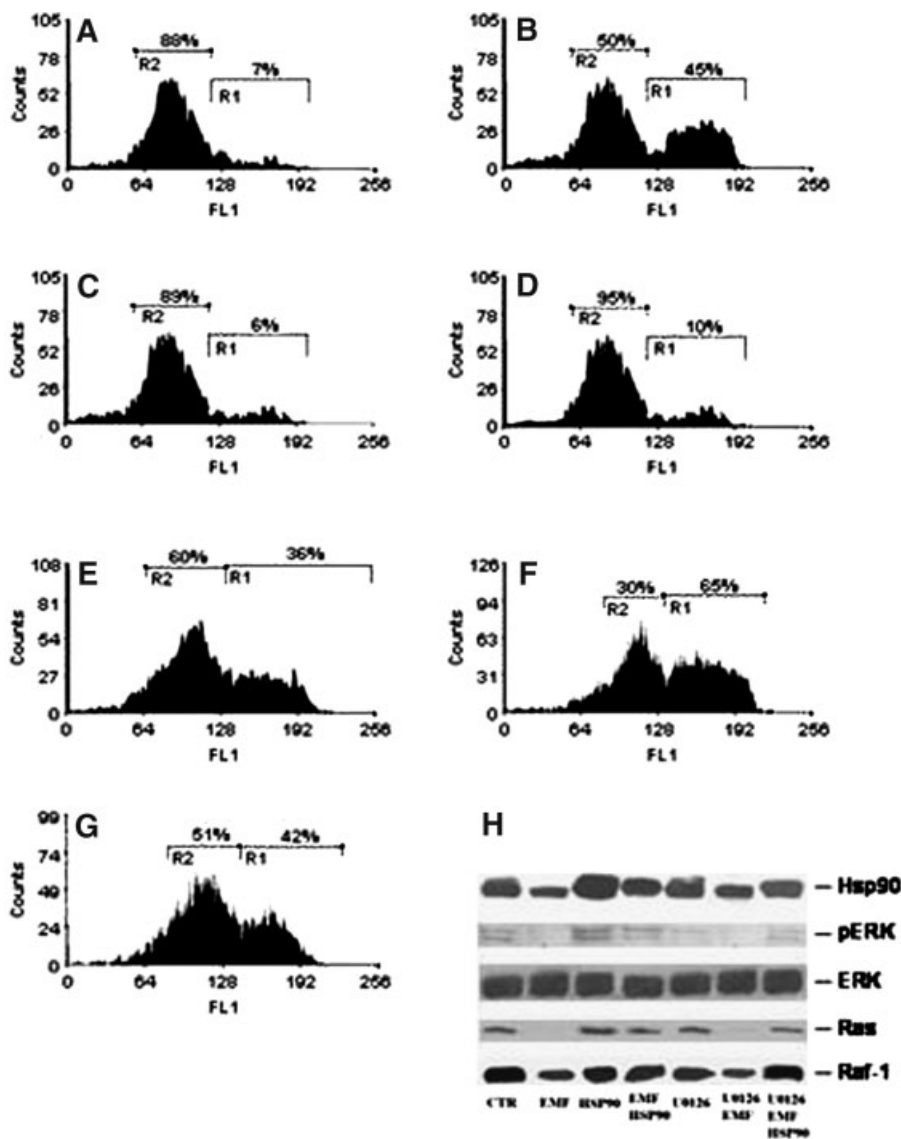 A
105
78
52
26
0
Counts
88%
R2
7%
R1
0 64 128 192 256
FL1
B
105
78
52
26
0
Counts
50%
R2
45%
R1
0 64 128 192 256
FL1
C
105
78
52
26
0
Counts
89%
R2
6%
R1
0 64 128 192 256
FL1
D
105
78
52
26
0
Counts
95%
R2
10%
R1
0 64 128 192 256
FL1
E
108
81
54
27
0
Counts
60%
R2
36%
R1
0 64 128 192 256
FL1
F
126
94
63
31
0
Counts
30%
R2
65%
R1
0 64 128 192 256
FL1
G
99
74
49
24
0
Counts
51%
R2
42%
R1
0 64 128 192 256
FL1
H
Hsp90
pERK
ERK
Ras
Raf-1
CTR
EMF
HSP90
EMF
HSP90
U0126
U0126
EMF
U0126
EMF
HSP90